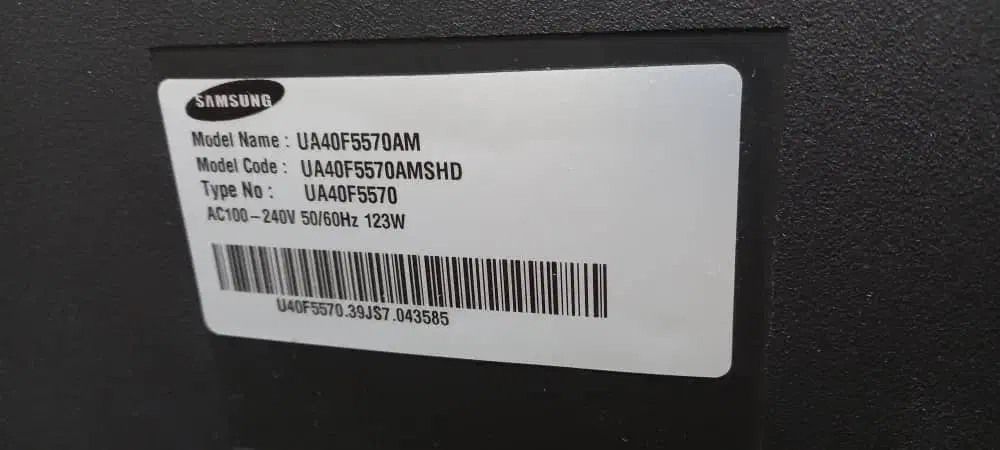 SAMSUNG
Model Name : UA40F5570AM
Model Code : UA40F5570AMSHD
Type No : UA40F5570
AC100-240V 50/60Hz 123W
U40F5570.39JS7.043585